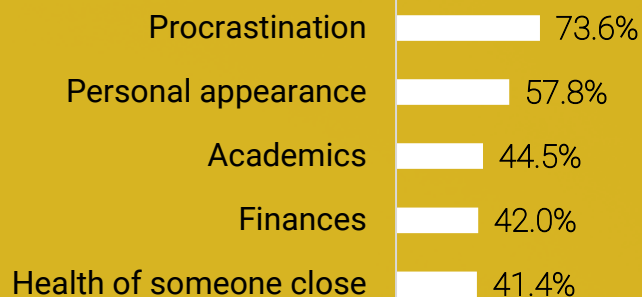 Procrastination 73.6%
Personal appearance 57.8%
Academics 44.5%
Finances 42.0%
Health of someone close 41.4%